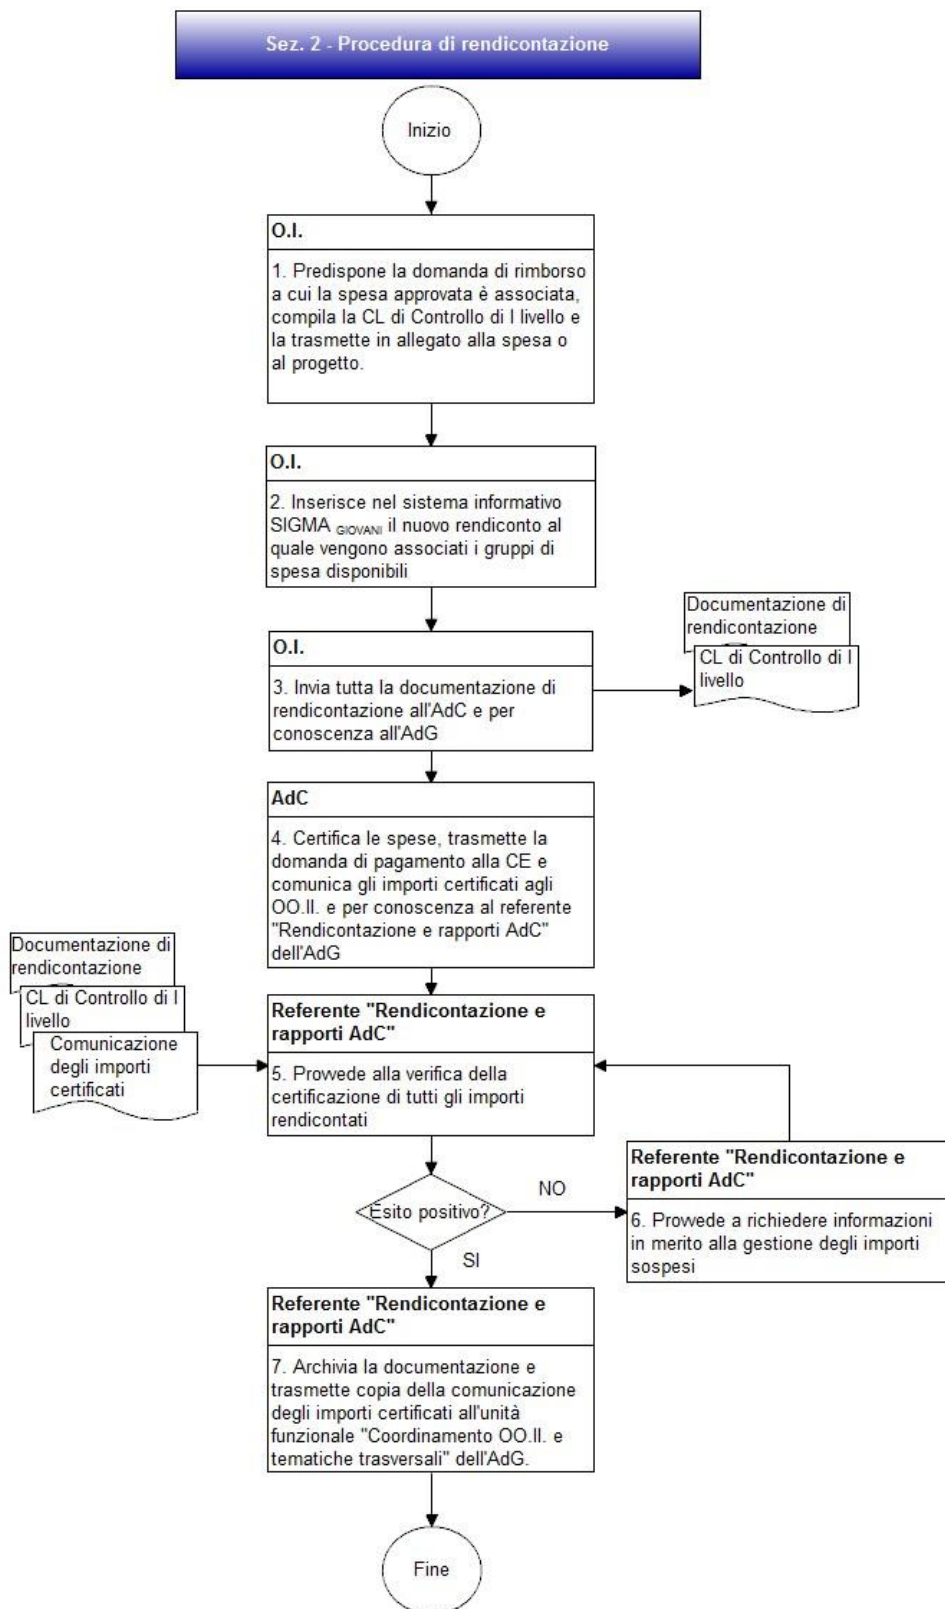 Sez. 2 - Procedura di rendicontazione
Inizio
O.I.
1. Predispone la domanda di rimborso
a cui la spesa approvata è associata,
compila la CL di Controllo di I livello e
la trasmette in allegato alla spesa o
al progetto.
O.I.
2. Inserisce nel sistema informativo
SIGMA GIOVANI il nuovo rendiconto al
quale vengono associati i gruppi di
spesa disponibili
O.I.
3. Invia tutta la documentazione di
rendicontazione all'AdC e per
conoscenza all'AdG
Documentazione di
rendicontazione
CL di Controllo di I
livello
AdC
4. Certifica le spese, trasmette la
domanda di pagamento alla CE e
comunica gli importi certificati agli
OO.II. e per conoscenza al referente
"Rendicontazione e rapporti AdC"
dell'AdG
Documentazione di
rendicontazione
CL di Controllo di I
livello
Comunicazione
degli importi
certificati
Referente "Rendicontazione e
rapporti AdC"
5. Provvede alla verifica della
certificazione di tutti gli importi
rendicontati
Esito positivo?
NO
Referente "Rendicontazione e
rapporti AdC"
6. Provvede a richiedere informazioni
in merito alla gestione degli importi
sospesi
SI
Referente "Rendicontazione e
rapporti AdC"
7. Archivia la documentazione e
trasmette copia della comunicazione
degli importi certificati all'unità
funzionale "Coordinamento OO.II. e
tematiche trasversali" dell'AdG.
Fine